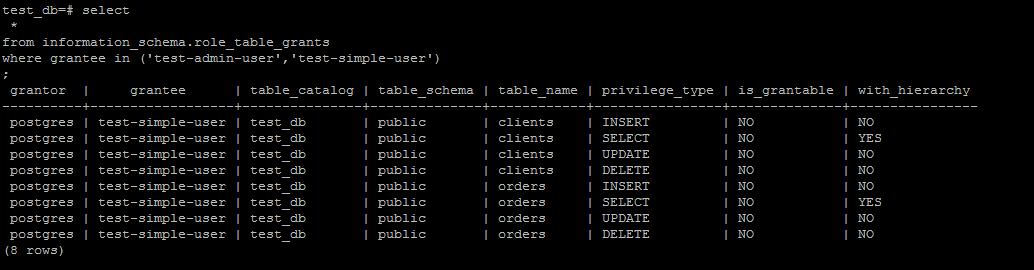 test_db=# select
 *
from information_schema.role_table_grants
where grantee in ('test-admin-user','test-simple-user')
;
 grantor  |     grantee      | table_catalog | table_schema | table_name | privilege_type | is_grantable | with_hierarchy
----------+------------------+---------------+--------------+------------+----------------+--------------+----------------
 postgres | test-simple-user | test_db       | public       | clients    | INSERT         | NO           | NO
 postgres | test-simple-user | test_db       | public       | clients    | SELECT         | NO           | YES
 postgres | test-simple-user | test_db       | public       | clients    | UPDATE         | NO           | NO
 postgres | test-simple-user | test_db       | public       | clients    | DELETE         | NO           | NO
 postgres | test-simple-user | test_db       | public       | orders     | INSERT         | NO           | NO
 postgres | test-simple-user | test_db       | public       | orders     | SELECT         | NO           | YES
 postgres | test-simple-user | test_db       | public       | orders     | UPDATE         | NO           | NO
 postgres | test-simple-user | test_db       | public       | orders     | DELETE         | NO           | NO
(8 rows)